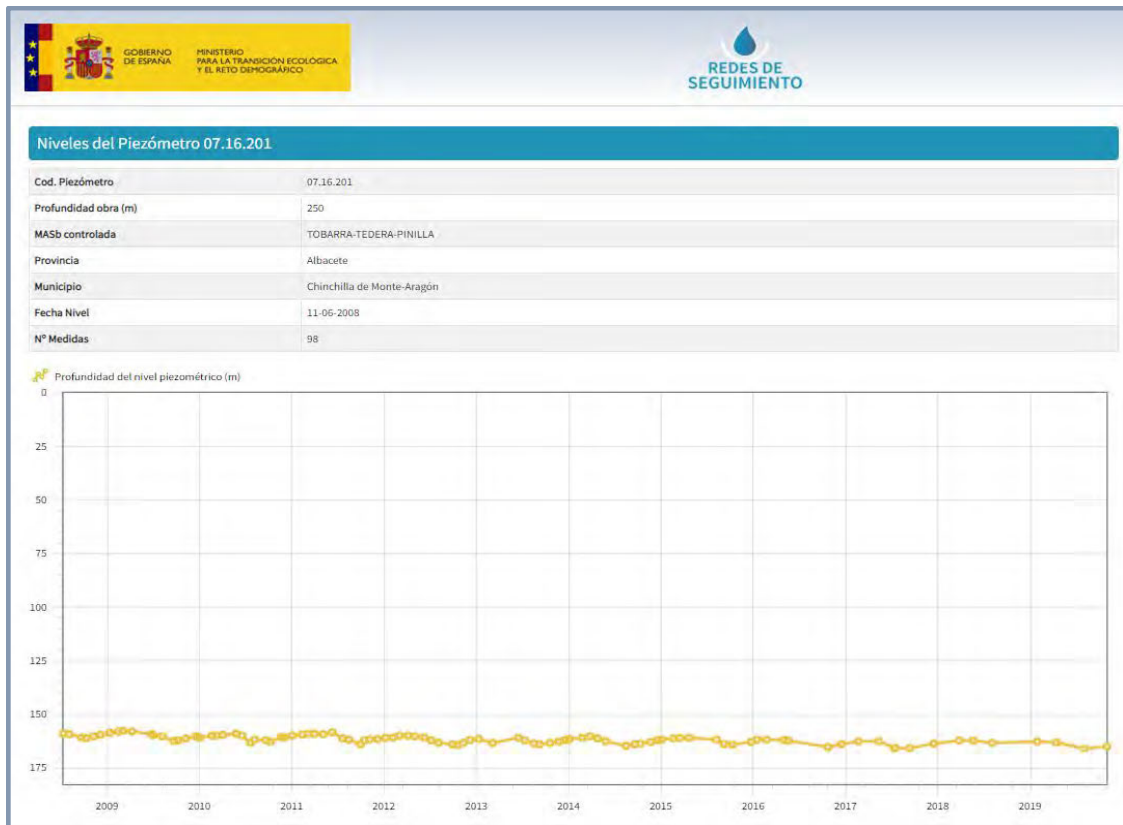 GOBIERNO
DE ESPAÑA
MINISTERIO
PARA LA TRANSICIÓN ECOLÓGICA
Y EL RETO DEMOGRÁFICO
REDES DE
SEGUIMIENTO
Niveles del Piezómetro 07.16.201
Cod. Piezómetro 07.16.201
Profundidad obra (m) 250
MASb controlada TOBARRA-TEDERA-PINILLA
Provincia Albacete
Municipio Chinchilla de Monte-Aragón
Fecha Nivel 11-06-2008
Nº Medidas 98
Profundidad del nivel piezométrico (m)
0
25
50
75
100
125
150
175
2009 2010 2011 2012 2013 2014 2015 2016 2017 2018 2019